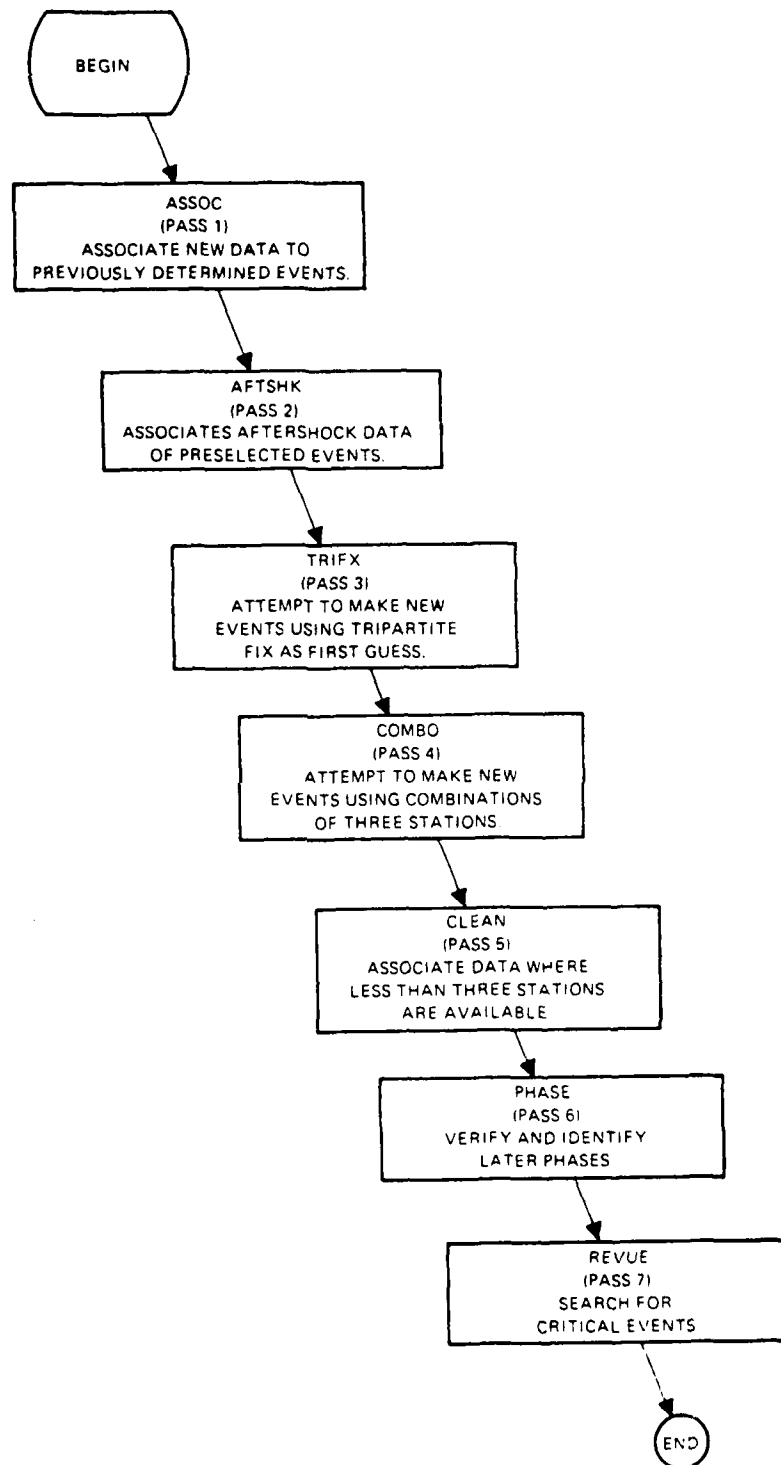 BEGIN
ASSOC
(PASS 1)
ASSOCIATE NEW DATA TO
PREVIOUSLY DETERMINED EVENTS.
AFTSHK
(PASS 2)
ASSOCIATES AFTERSHOCK DATA
OF PRESELECTED EVENTS.
TRIFX
(PASS 3)
ATTEMPT TO MAKE NEW
EVENTS USING TRIPARTITE
FIX AS FIRST GUESS.
COMBO
(PASS 4)
ATTEMPT TO MAKE NEW
EVENTS USING COMBINATIONS
OF THREE STATIONS
CLEAN
(PASS 5)
ASSOCIATE DATA WHERE
LESS THAN THREE STATIONS
ARE AVAILABLE
PHASE
(PASS 6)
VERIFY AND IDENTIFY
LATER PHASES
REVUE
(PASS 7)
SEARCH FOR
CRITICAL EVENTS
END